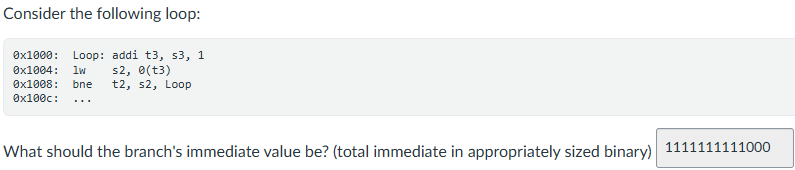 Consider the following loop:
0x1000: Loop: addi t3, s3, 1
0x1004: lw s2, 0(t3)
0x1008: bne t2, s2, Loop
0x100c: ...
What should the branch's immediate value be? (total immediate in appropriately sized binary) 1111111111000